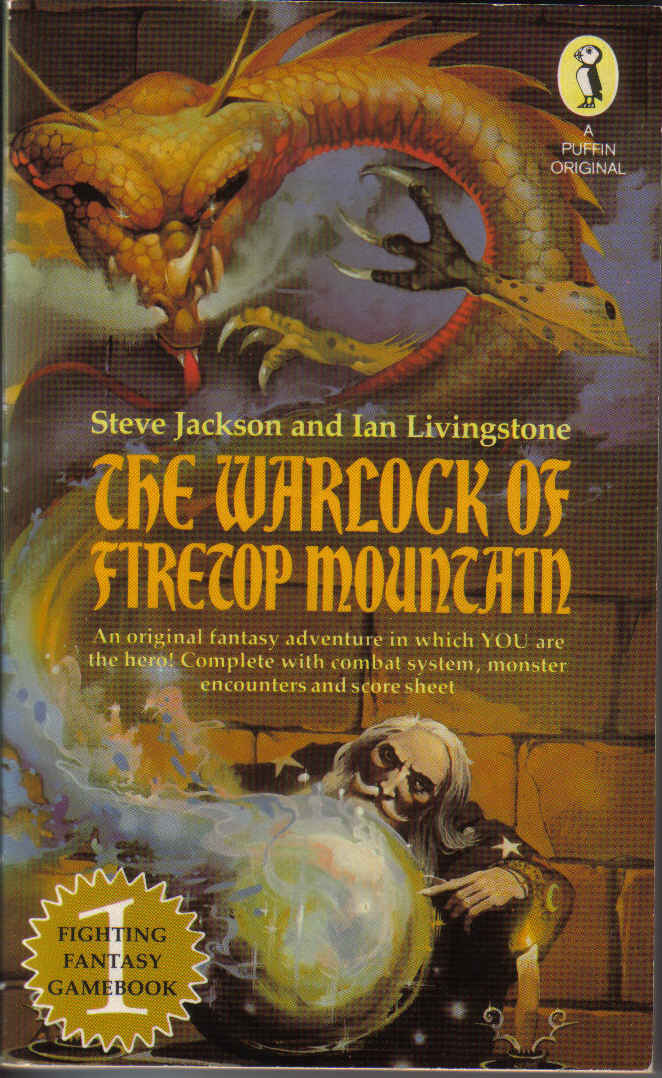 A
PUFFIN
ORIGINAL
Steve Jackson and Ian Livingstone
THE WARLOCK OF
FIRETOP MOUNTAIN
An original fantasy adventure in which YOU are
the hero! Complete with combat system, monster
encounters and score sheet
1
FIGHTING
FANTASY
GAMEBOOK